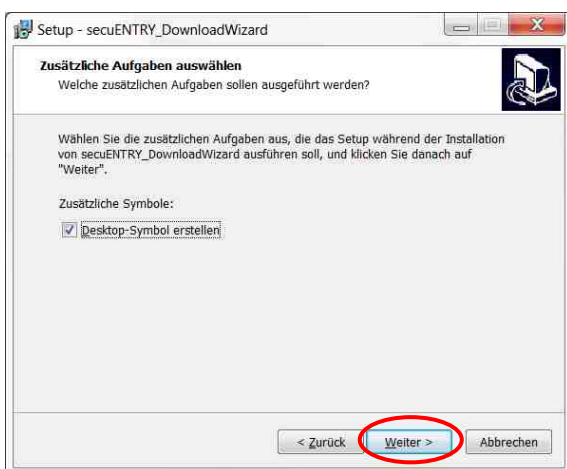 Setup - secuENTRY_DownloadWizard
Zusätzliche Aufgaben auswählen
Welche zusätzlichen Aufgaben sollen ausgeführt werden?
Wählen Sie die zusätzlichen Aufgaben aus, die das Setup während der Installation
von secuENTRY_DownloadWizard ausführen soll, und klicken Sie danach auf
"Weiter".
Zusätzliche Symbole:
Desktop-Symbol erstellen
< Zurück Weiter > Abbrechen